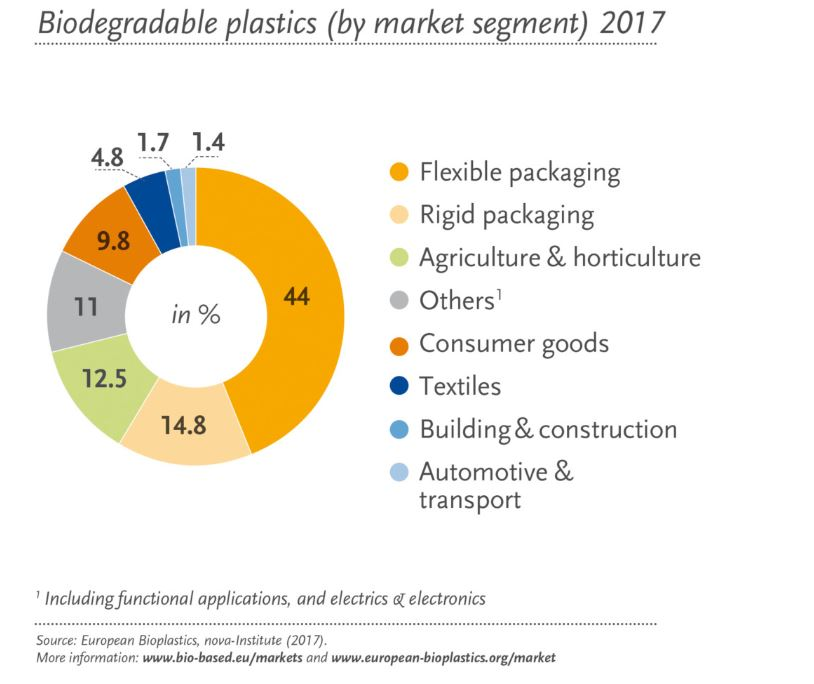 Biodegradable plastics (by market segment) 2017
1.7 1.4
4.8
9.8
44
in %
11
12.5
14.8
Flexible packaging
Rigid packaging
Agriculture & horticulture
Others¹
Consumer goods
Textiles
Building & construction
Automotive &
transport
¹ Including functional applications, and electrics & electronics
Source: European Bioplastics, nova-Institute (2017).
More information: www.bio-based.eu/markets and www.european-bioplastics.org/market